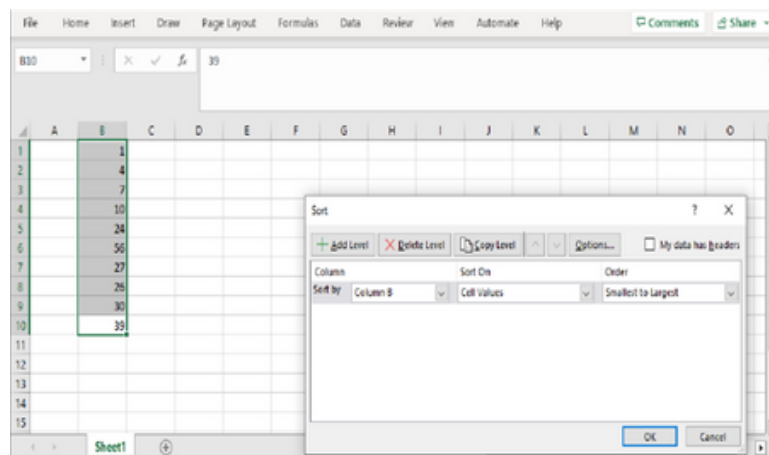 File Home Insert Draw Page Layout Formulas Data Review View Automate Help Comments Share
B10 fx 39
A B C D E F G H I J K L M N O
1 1
2 4
3 7
4 10
5 24
6 56
7 27
8 26
9 30
10 39
11
12
13
14
15
Sort ? X
Add Level Delete Level Copy Level Options... My data has headers
Column Sort On Order
Sort by Column B Cell Values Smallest to Largest
OK Cancel
Sheet1